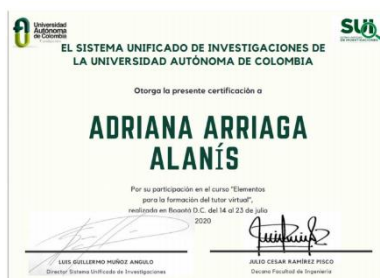 Universidad
Autónoma
de Colombia
SUI
EL SISTEMA UNIFICADO DE INVESTIGACIONES DE
LA UNIVERSIDAD AUTÓNOMA DE COLOMBIA
Otorga la presente certificación a
ADRIANA ARRIAGA
ALANÍS
Por su participación en el curso "Elementos
para la formación del tutor virtual",
realizado en Bogotá D.C. del 14 al 23 de julio
2020
LUIS GUILLERMO MUÑOZ ANGULO
Director Sistema Unificado de Investigaciones
JULIO CESAR RAMÍREZ PISCO
Decano Facultad de Ingeniería